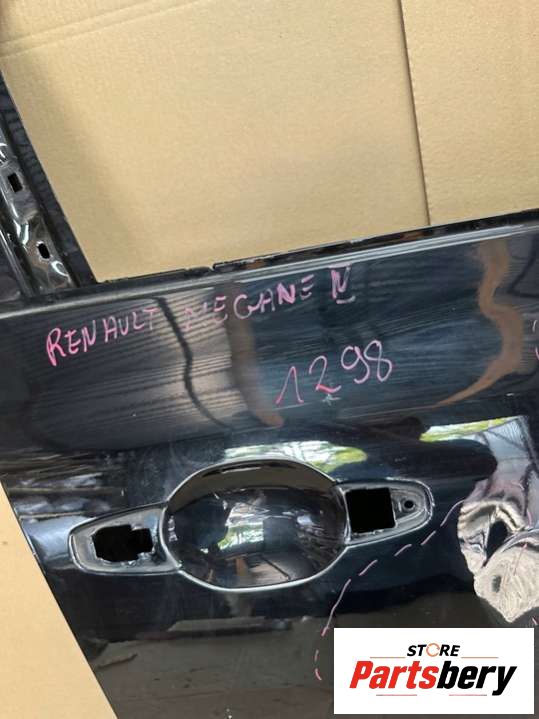 RENAULT MEGANE IV
1298
STORE
Partsbery